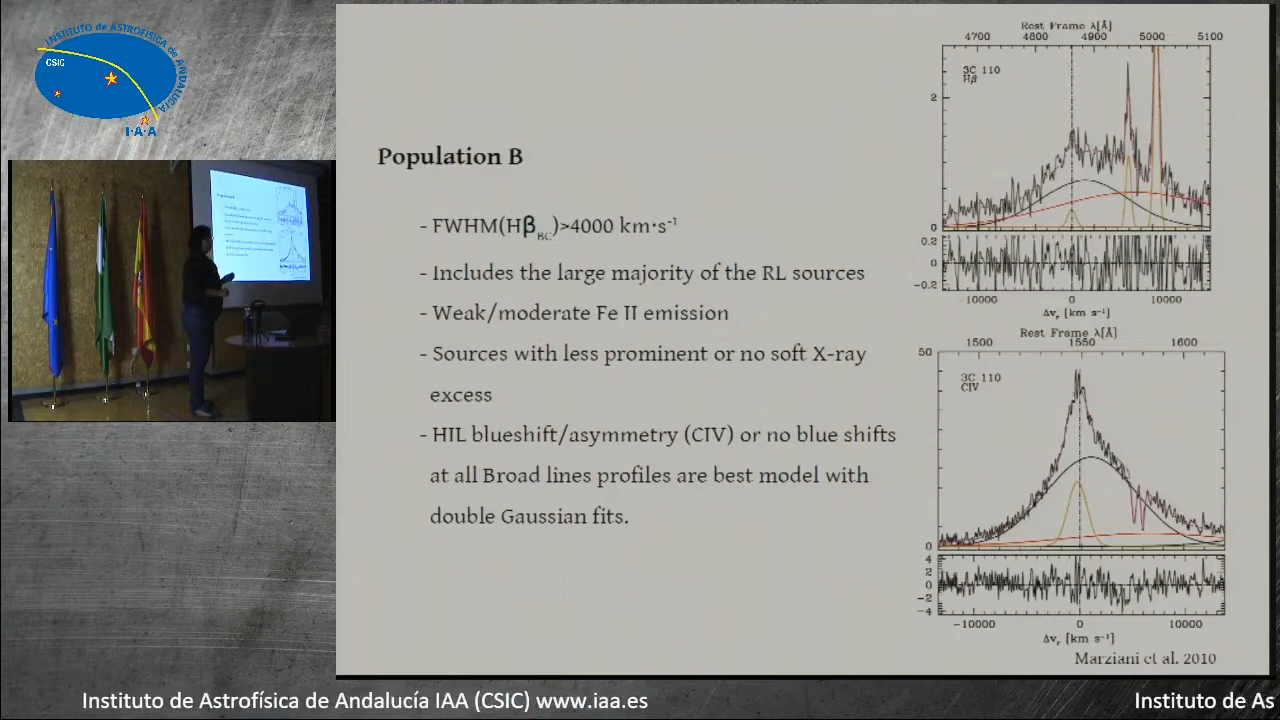 INSTITUTO de ASTROFÍSICA de ANDALUCÍA
CSIC
I·A·A
Population B
- FWHM(Hβ_BC)>4000 km·s⁻¹
- Includes the large majority of the RL sources
- Weak/moderate Fe II emission
- Sources with less prominent or no soft X-ray
excess
- HIL blueshift/asymmetry (CIV) or no blue shifts
at all Broad lines profiles are best model with
double Gaussian fits.
Rest Frame λ[Å]
4700 4800 4900 5000 5100
3C 110
Hβ
2
0
0.2
0
−0.2
−10000 0 10000
Δvᵣ [km s⁻¹]
Rest Frame λ[Å]
1500 1550 1600
50
3C 110
CIV
0
4
2
0
−2
−4
−10000 0 10000
Δvᵣ [km s⁻¹]
Marziani et al. 2010
Instituto de Astrofísica de Andalucía IAA (CSIC) www.iaa.es
Instituto de As